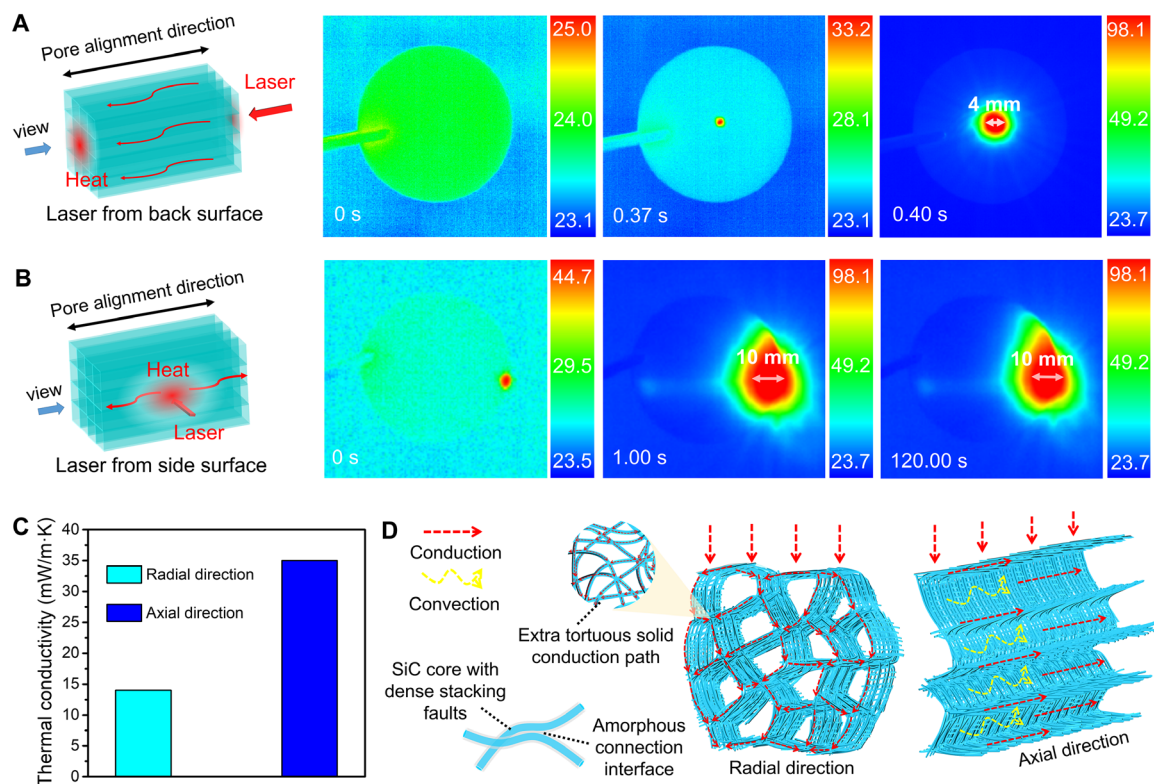 A
Pore alignment direction
Laser
view
Heat
Laser from back surface
0 s
25.0
24.0
23.1
0.37 s
33.2
28.1
23.1
4 mm
0.40 s
98.1
49.2
23.7
B
Pore alignment direction
Heat
view
Laser
Laser from side surface
0 s
44.7
29.5
23.5
10 mm
1.00 s
98.1
49.2
23.7
10 mm
120.00 s
98.1
49.2
23.7
C
Thermal conductivity (mW/m·K)
40
35
30
25
20
15
10
5
0
Radial direction
Axial direction
D
Conduction
Convection
Extra tortuous solid
conduction path
SiC core with
dense stacking
faults
Amorphous
connection
interface
Radial direction
Axial direction